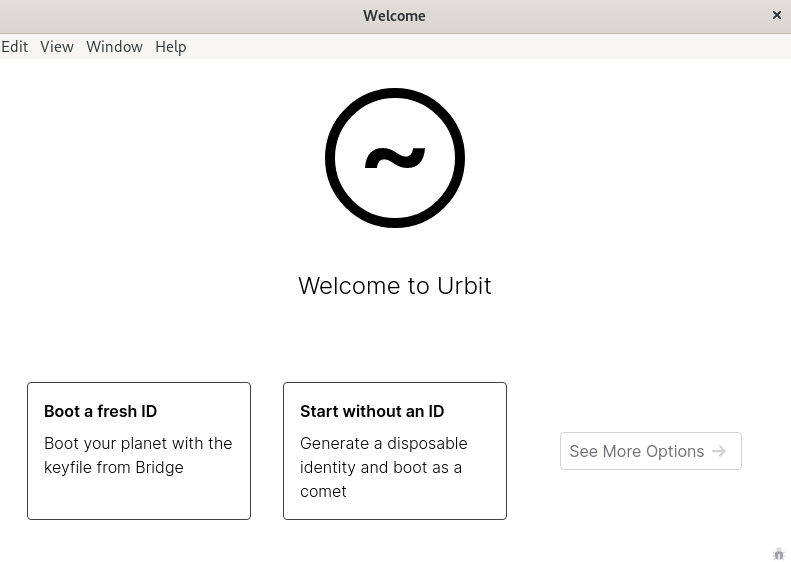 Welcome
Edit View Window Help
~
Welcome to Urbit
Boot a fresh ID
Boot your planet with the
keyfile from Bridge
Start without an ID
Generate a disposable
identity and boot as a
comet
See More Options →